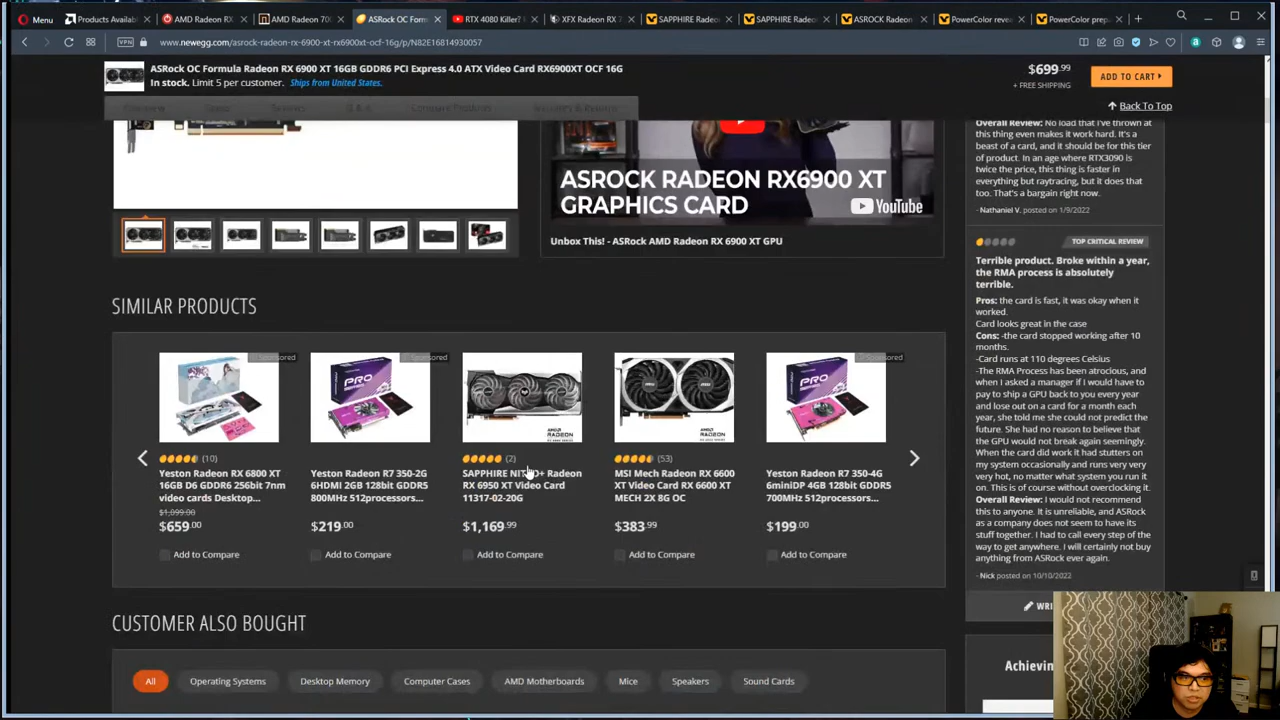 Menu
Products Availabl
AMD Radeon RX
AMD Radeon 700
ASRock OC Form
RTX 4080 Killer?
XFX Radeon RX 7
SAPPHIRE Radeon
SAPPHIRE Radeon
ASROCK Radeon
PowerColor reve
PowerColor prep
VPN
www.newegg.com/asrock-radeon-rx-6900-xt-rx6900xt-ocf-16g/p/N82E16814930057
ASRock OC Formula Radeon RX 6900 XT 16GB GDDR6 PCI Express 4.0 ATX Video Card RX6900XT OCF 16G
In stock. Limit 5 per customer. Ships from United States.
$699.99
+ FREE SHIPPING
ADD TO CART
Back To Top
ASROCK RADEON RX6900 XT
GRAPHICS CARD
YouTube
Unbox This! - ASRock AMD Radeon RX 6900 XT GPU
Overall Review: No load that I've thrown at
this thing even makes it work hard. It's a
beast of a card, and it should be for this tier
of product. In an age where RTX3090 is
twice the price, this thing is faster in
everything but raytracing, but it does that
too. That's a bargain right now.
- Nathaniel V. posted on 1/9/2022
TOP CRITICAL REVIEW
Terrible product. Broke within a year,
the RMA process is absolutely
terrible.
Pros: the card is fast, it was okay when it
worked.
Card looks great in the case
Cons: -the card stopped working after 10
months.
-Card runs at 110 degrees Celsius
-The RMA Process has been atrocious, and
when I asked a manager if I would have to
pay to ship a GPU back to you every year
and lose out on a card for a month each
year, she told me she could not predict the
future. She had no reason to believe that
the GPU would not break again seemingly.
When the card did work it had stutters on
my system occasionally and runs very very
very hot, no matter what system you run it
on. This is of course without overclocking it.
Overall Review: I would not recommend
this to anyone. It is unreliable, and ASRock
as a company does not seem to have its
stuff together. I had to call every step of the
way to get anywhere. I will certainly not buy
anything from ASRock ever again.
- Nick posted on 10/10/2022
WRI
Achievin
SIMILAR PRODUCTS
Sponsored
(10)
Yeston Radeon RX 6800 XT
16GB D6 GDDR6 256bit 7nm
video cards Desktop...
$1,099.00
$659.00
Add to Compare
Sponsored
Yeston Radeon R7 350-2G
6HDMI 2GB 128bit GDDR5
800MHz 512processors...
$219.00
Add to Compare
AMD
RADEON
(2)
SAPPHIRE NITRO+ Radeon
RX 6950 XT Video Card
11317-02-20G
$1,169.99
Add to Compare
AMD
RADEON
(53)
MSI Mech Radeon RX 6600
XT Video Card RX 6600 XT
MECH 2X 8G OC
$383.99
Add to Compare
Sponsored
Yeston Radeon R7 350-4G
6miniDP 4GB 128bit GDDR5
700MHz 512processors...
$199.00
Add to Compare
CUSTOMER ALSO BOUGHT
All
Operating Systems
Desktop Memory
Computer Cases
AMD Motherboards
Mice
Speakers
Sound Cards